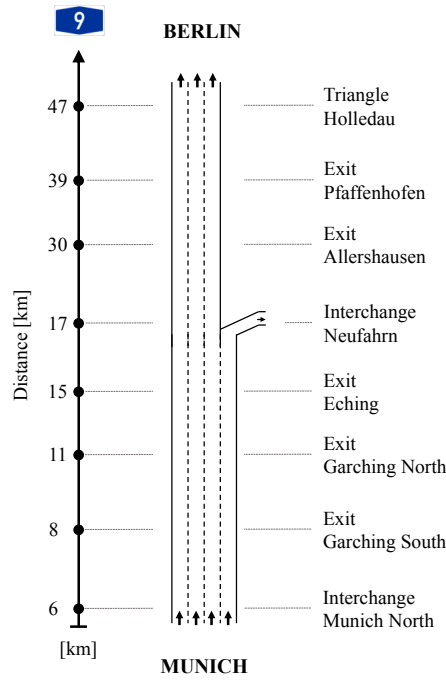 9
BERLIN
47
Triangle
Holledau
39
Exit
Pfaffenhofen
30
Exit
Allershausen
17
Interchange
Neufahrn
Distance [km]
15
Exit
Eching
11
Exit
Garching North
8
Exit
Garching South
6
Interchange
Munich North
[km]
MUNICH